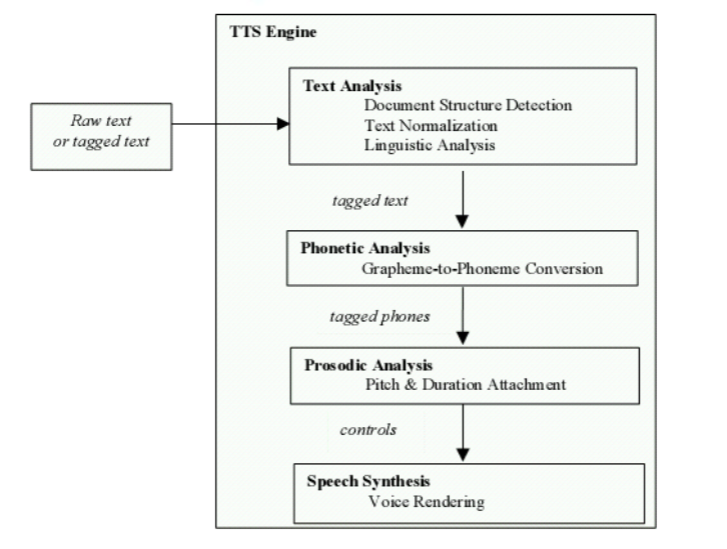 TTS Engine
Raw text
or tagged text
Text Analysis
Document Structure Detection
Text Normalization
Linguistic Analysis
tagged text
Phonetic Analysis
Grapheme-to-Phoneme Conversion
tagged phones
Prosodic Analysis
Pitch & Duration Attachment
controls
Speech Synthesis
Voice Rendering